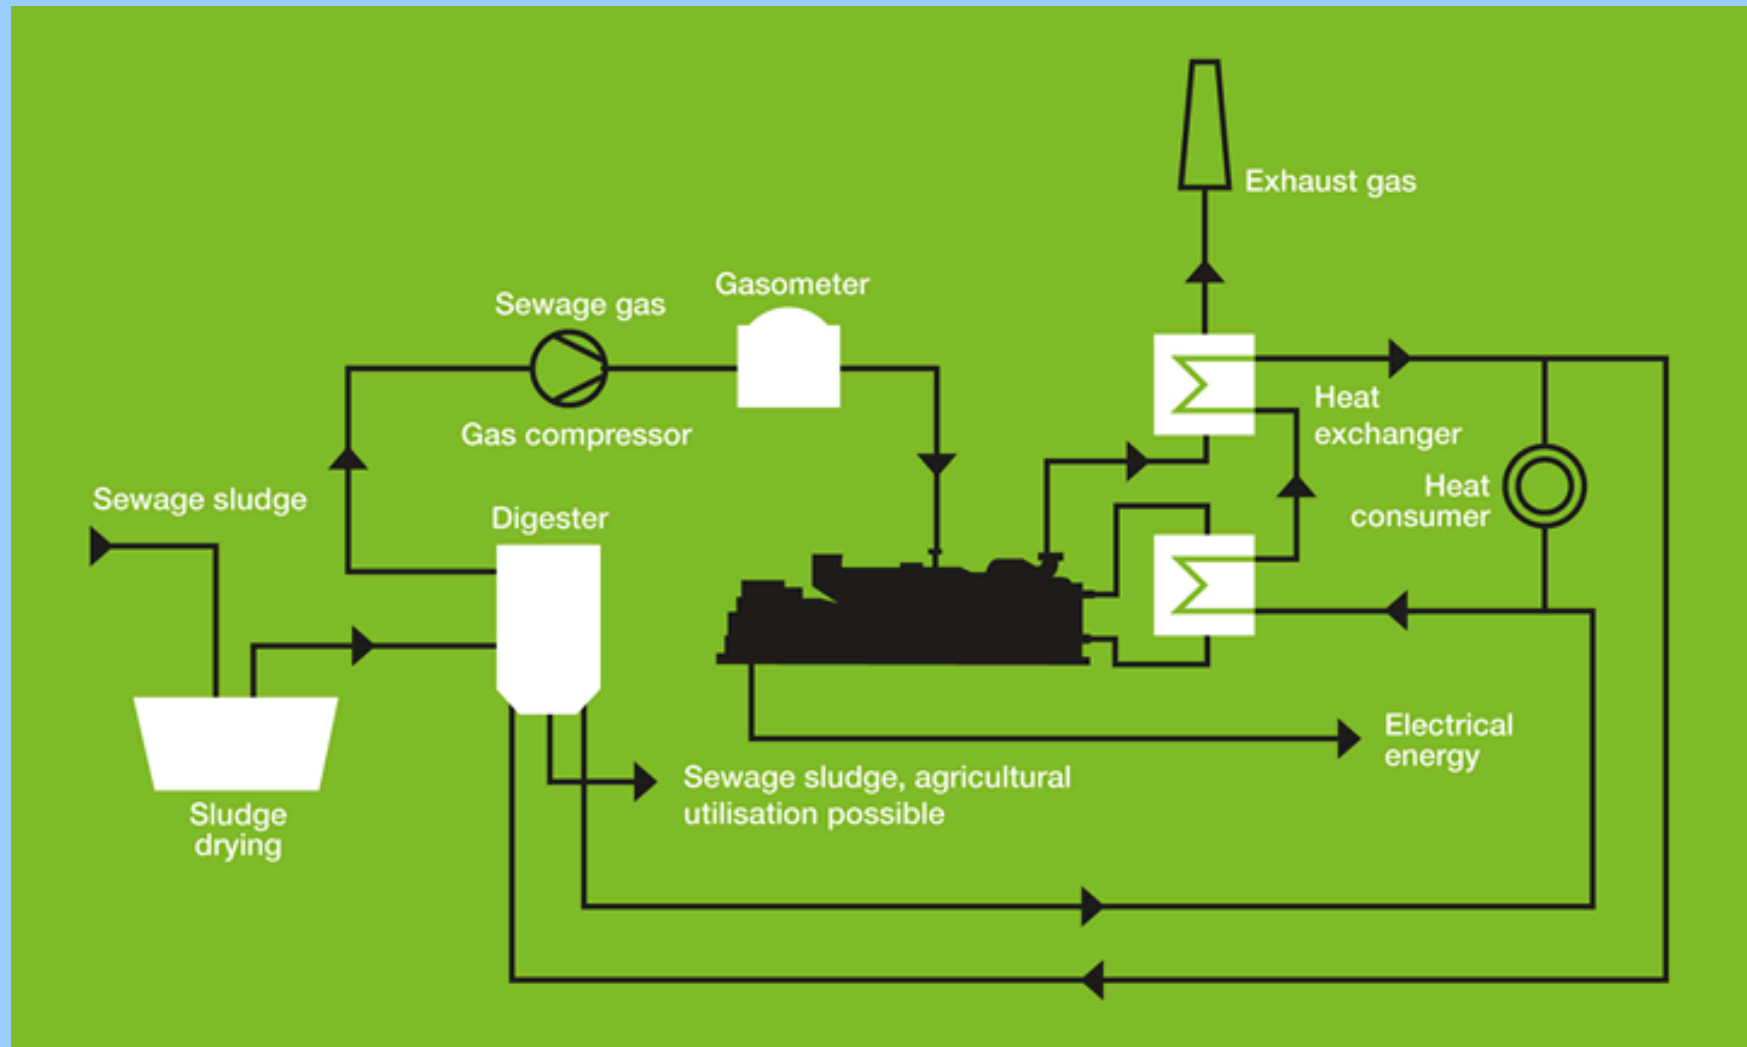 Exhaust gas
Gasometer
Sewage gas
Gas compressor
Heat
exchanger
Heat
consumer
Sewage sludge
Digester
Electrical
energy
Sewage sludge, agricultural
utilisation possible
Sludge
drying